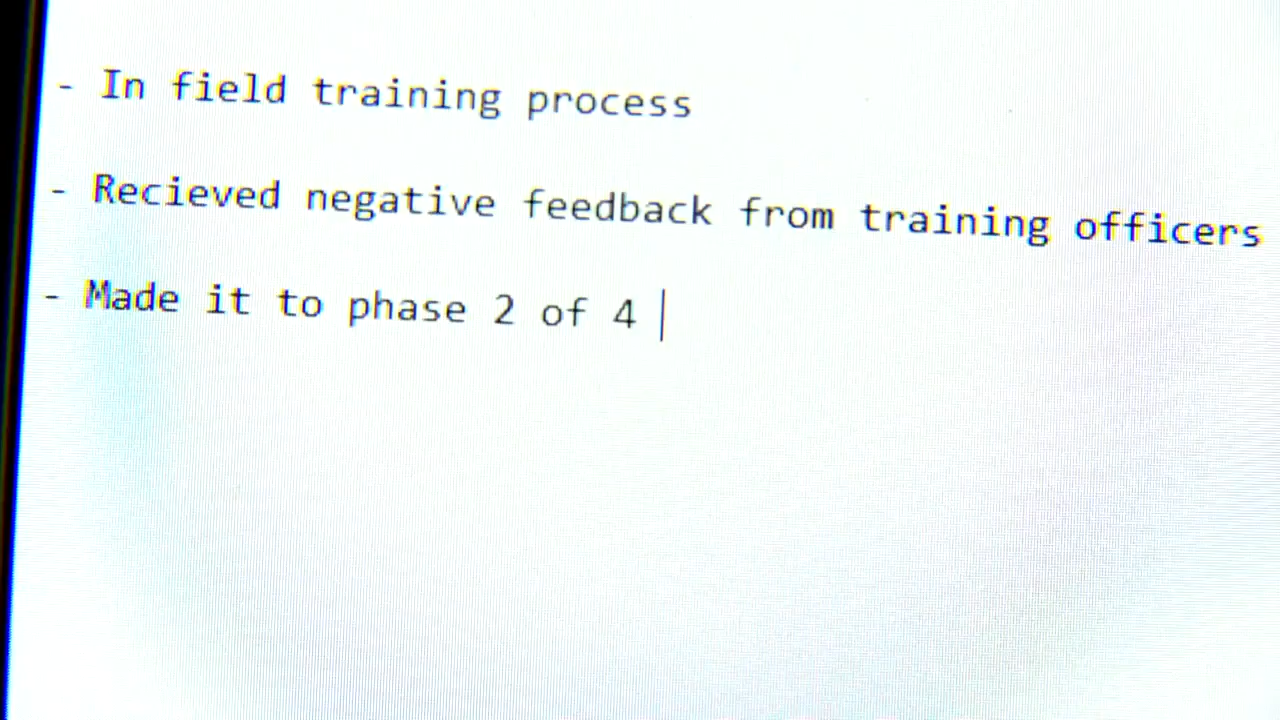 - In field training process
- Recieved negative feedback from training officers
- Made it to phase 2 of 4